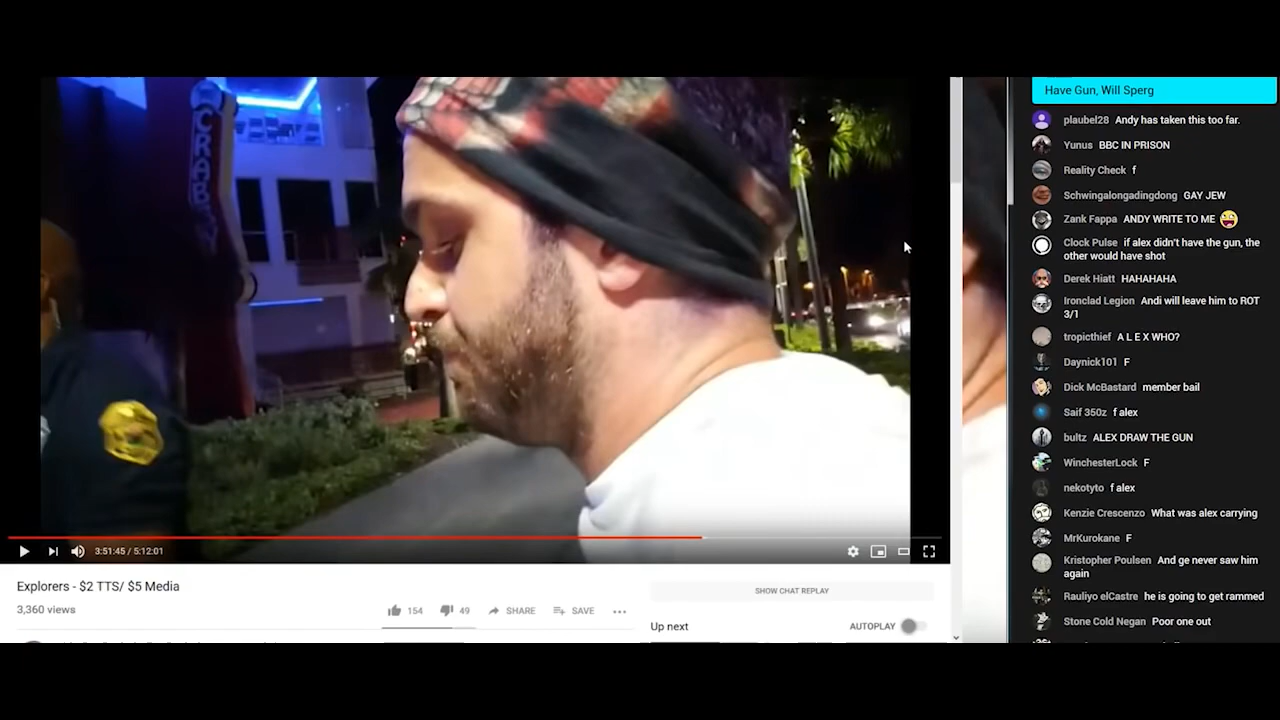 CRABBY
3:51:45 / 5:12:01
Explorers - $2 TTS/ $5 Media
3,360 views
154
49
SHARE
SAVE
SHOW CHAT REPLAY
Up next
AUTOPLAY
Have Gun, Will Sperg
plaubel28 Andy has taken this too far.
Yunus BBC IN PRISON
Reality Check f
Schwingalongadingdong GAY JEW
Zank Fappa ANDY WRITE TO ME
Clock Pulse if alex didn't have the gun, the
other would have shot
Derek Hiatt HAHAHAHA
Ironclad Legion Andi will leave him to ROT
3/1
tropicthief A L E X WHO?
Daynick101 F
Dick McBastard member bail
Saif 350z f alex
bultz ALEX DRAW THE GUN
WinchesterLock F
nekotyto f alex
Kenzie Crescenzo What was alex carrying
MrKurokane F
Kristopher Poulsen And ge never saw him
again
Rauliyo elCastre he is going to get rammed
Stone Cold Negan Poor one out